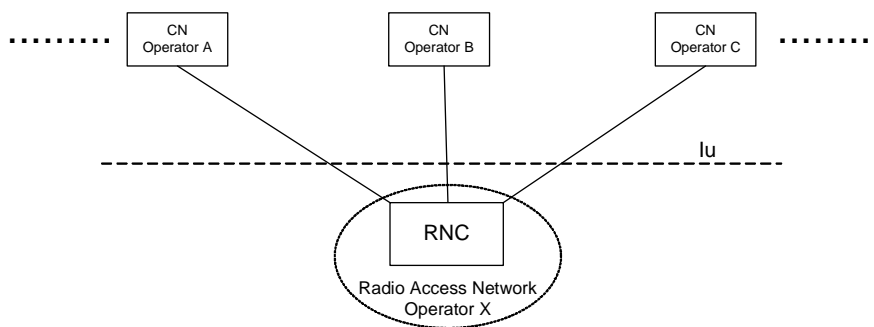 CN
Operator A
CN
Operator B
CN
Operator C
Iu
RNC
Radio Access Network
Operator X